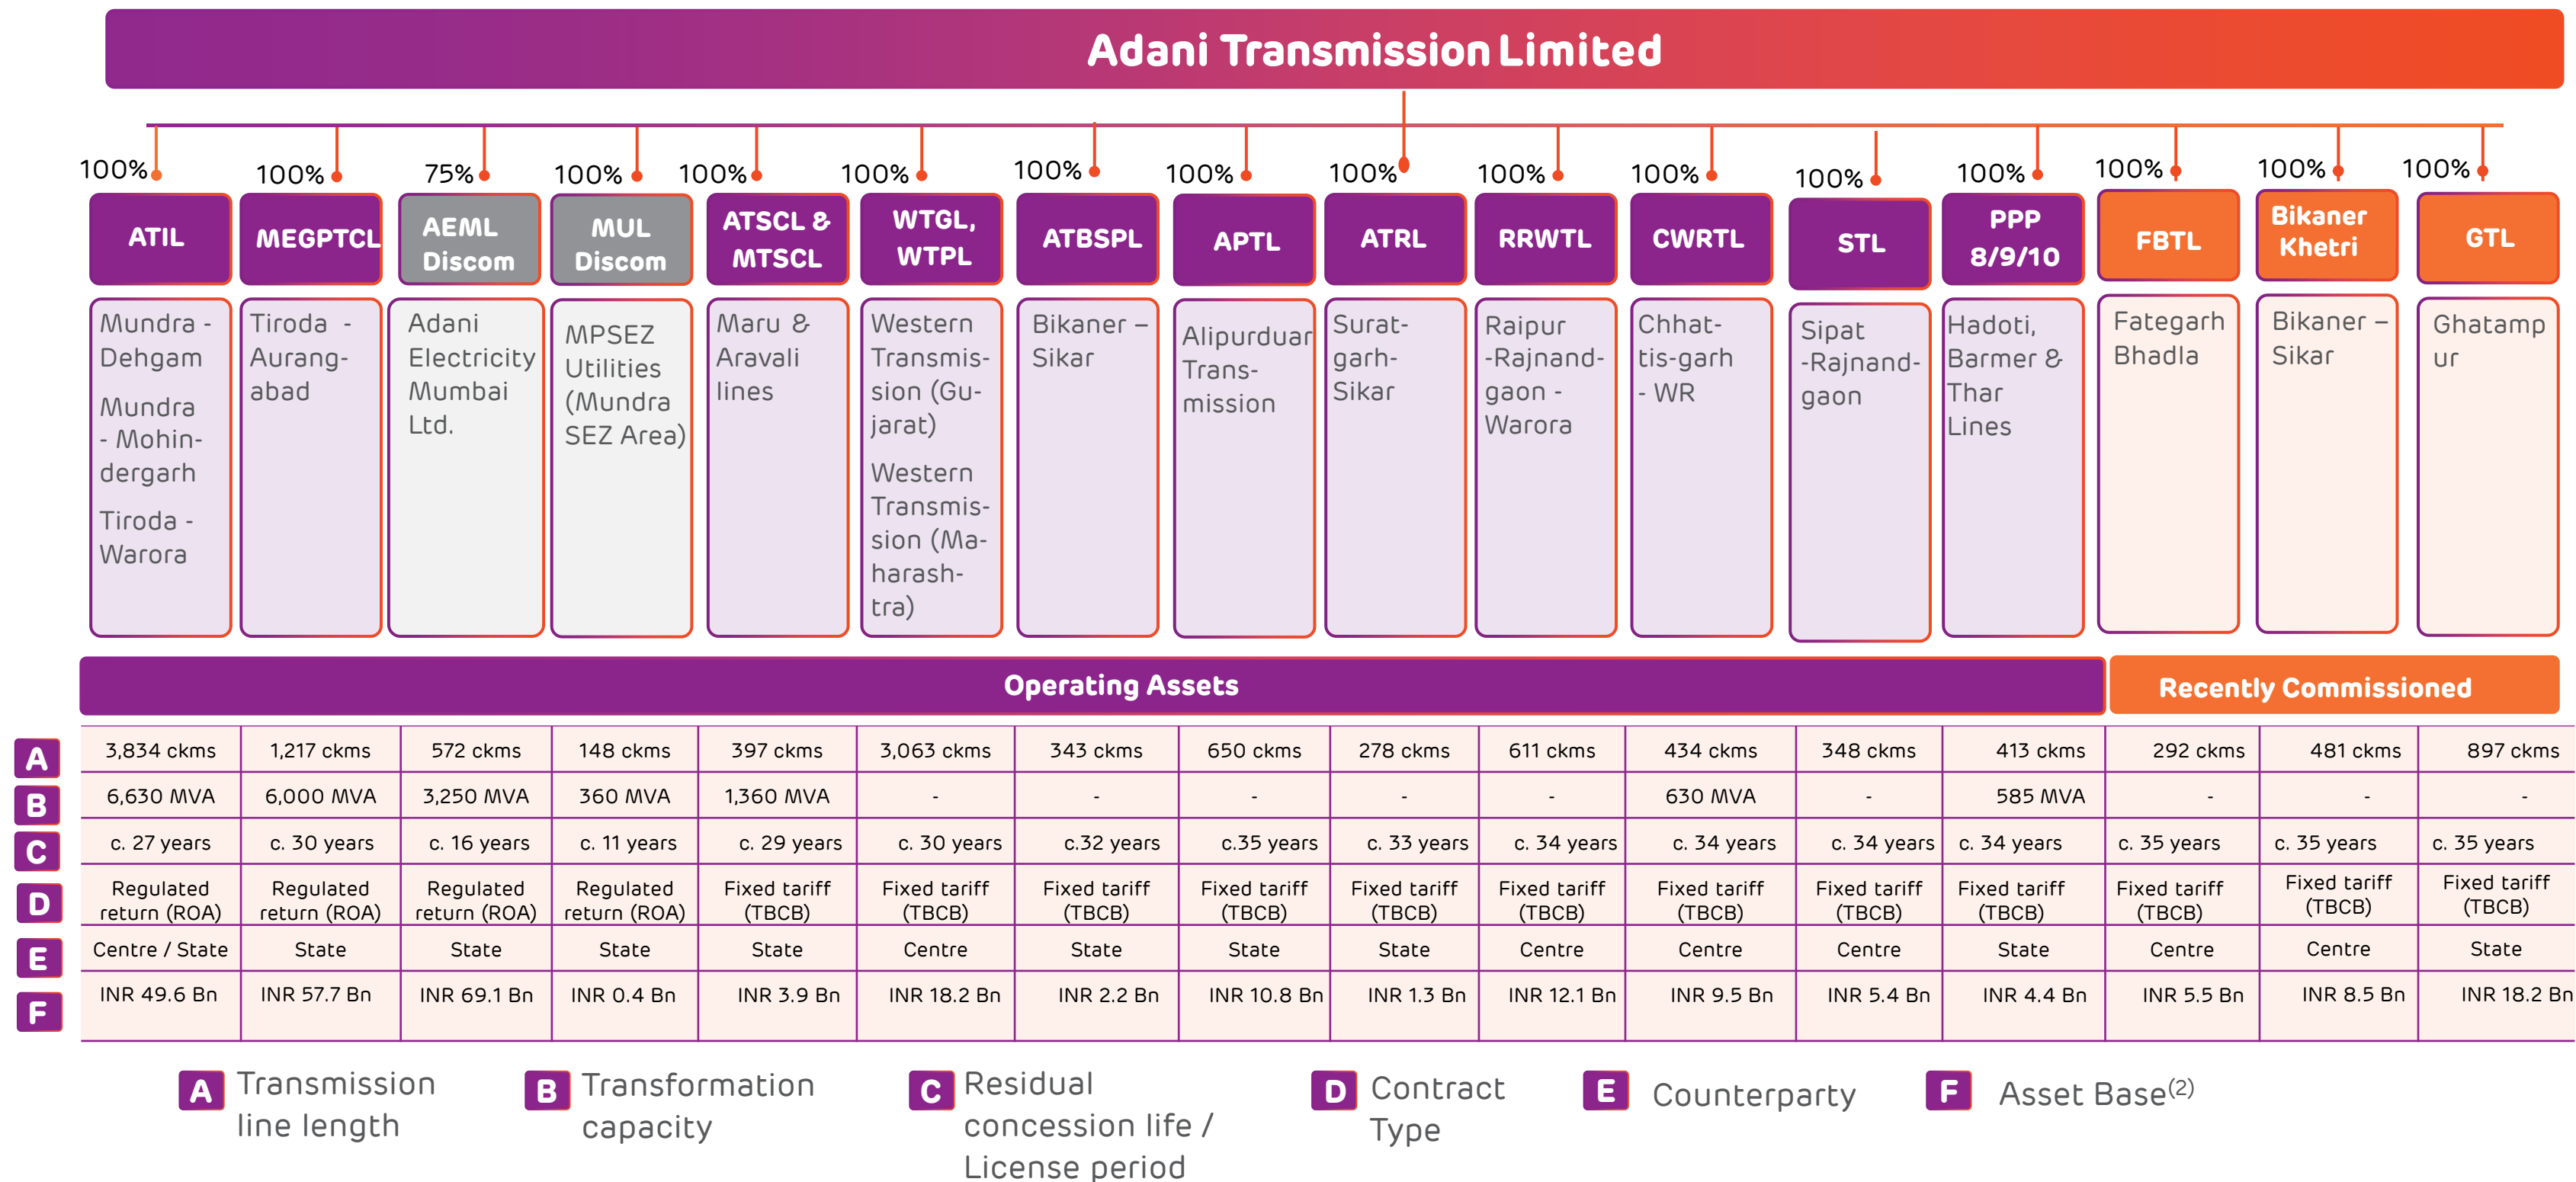 Adani Transmission Limited
100%
100%
75%
100%
100%
100%
100%
100%
100%
100%
100%
100%
100%
100%
100%
100%
ATIL
MEGPTCL
AEML
Discom
MUL
Discom
ATSCL &
MTSCL
WTGL,
WTPL
ATBSPL
APTL
ATRL
RRWTL
CWRTL
STL
PPP
8/9/10
FBTL
Bikaner
Khetri
GTL
Mundra -
Dehgam
Mundra
- Mohin-
dergarh
Tiroda -
Warora
Tiroda -
Aurang-
abad
Adani
Electricity
Mumbai
Ltd.
MPSEZ
Utilities
(Mundra
SEZ Area)
Maru &
Aravali
lines
Western
Transmis-
sion (Gu-
jarat)
Western
Transmis-
sion (Ma-
harash-
tra)
Bikaner –
Sikar
Alipurduar
Trans-
mission
Surat-
garh-
Sikar
Raipur
-Rajnand-
gaon -
Warora
Chhat-
tis-garh
- WR
Sipat
-Rajnand-
gaon
Hadoti,
Barmer &
Thar
Lines
Fategarh
Bhadla
Bikaner –
Sikar
Ghatamp
ur
Operating Assets
Recently Commissioned
A 3,834 ckms 1,217 ckms 572 ckms 148 ckms 397 ckms 3,063 ckms 343 ckms 650 ckms 278 ckms 611 ckms 434 ckms 348 ckms 413 ckms 292 ckms 481 ckms 897 ckms
B 6,630 MVA 6,000 MVA 3,250 MVA 360 MVA 1,360 MVA - - - - - 630 MVA - 585 MVA - - -
C c. 27 years c. 30 years c. 16 years c. 11 years c. 29 years c. 30 years c.32 years c.35 years c. 33 years c. 34 years c. 34 years c. 34 years c. 34 years c. 35 years c. 35 years c. 35 years
D Regulated Regulated Regulated Regulated Fixed tariff Fixed tariff Fixed tariff Fixed tariff Fixed tariff Fixed tariff Fixed tariff Fixed tariff Fixed tariff Fixed tariff Fixed tariff Fixed tariff
return (ROA) return (ROA) return (ROA) return (ROA) (TBCB) (TBCB) (TBCB) (TBCB) (TBCB) (TBCB) (TBCB) (TBCB) (TBCB) (TBCB) (TBCB) (TBCB)
E Centre / State State State State State Centre State State State Centre Centre Centre State Centre Centre State
F INR 49.6 Bn INR 57.7 Bn INR 69.1 Bn INR 0.4 Bn INR 3.9 Bn INR 18.2 Bn INR 2.2 Bn INR 10.8 Bn INR 1.3 Bn INR 12.1 Bn INR 9.5 Bn INR 5.4 Bn INR 4.4 Bn INR 5.5 Bn INR 8.5 Bn INR 18.2 Bn
A Transmission
line length
B Transformation
capacity
C Residual
concession life /
License period
D Contract
Type
E Counterparty
F Asset Base(2)